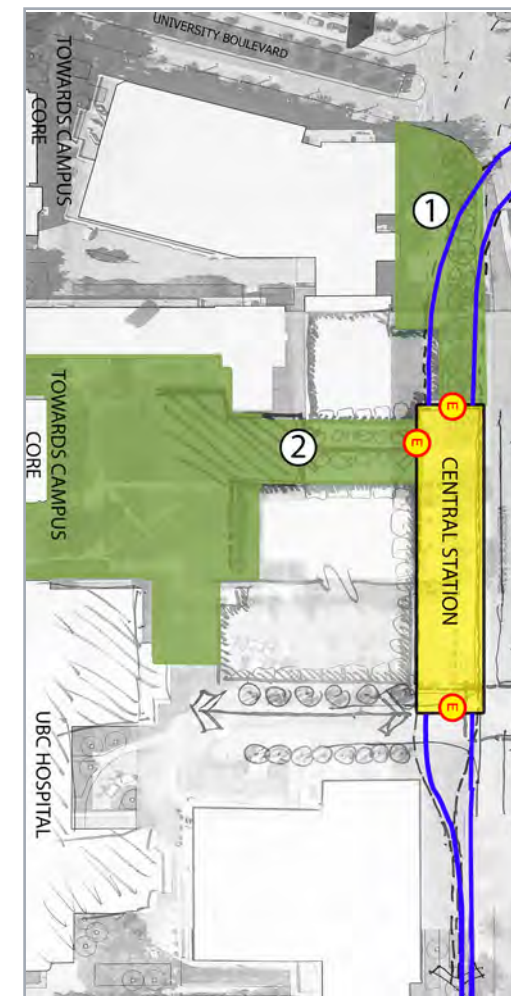 UNIVERSITY BOULEVARD
TOWARDS CAMPUS
CORE
1
E
E
2
TOWARDS CAMPUS
CORE
CENTRAL STATION
E
UBC HOSPITAL